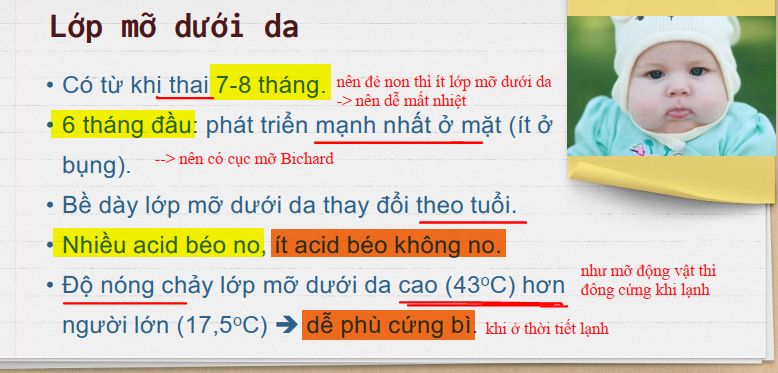 Lớp mỡ dưới da
• Có từ khi thai 7-8 tháng. nên đẻ non thì ít lớp mỡ dưới da
-> nên dễ mất nhiệt
• 6 tháng đầu: phát triển mạnh nhất ở mặt (ít ở
bụng). --> nên có cục mỡ Bichard
• Bề dày lớp mỡ dưới da thay đổi theo tuổi.
• Nhiều acid béo no, ít acid béo không no.
• Độ nóng chảy lớp mỡ dưới da cao (43⁰C) hơn
người lớn (17,5⁰C) ➔ dễ phù cứng bì. khi ở thời tiết lạnh
như mỡ động vật thì
đông cứng khi lạnh